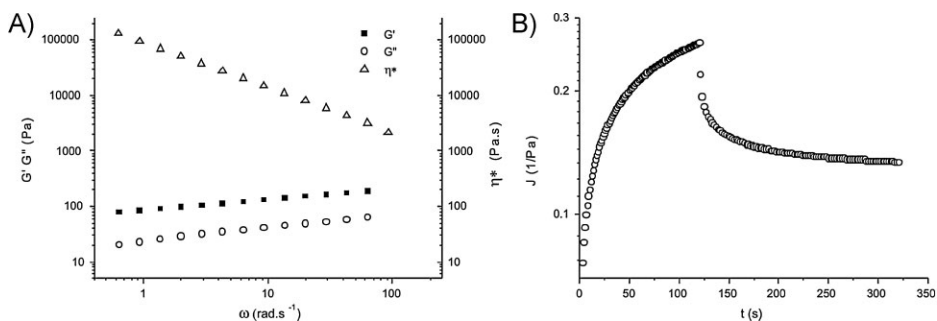 A)
100000
10000
1000
100
10
G' G" (Pa)
1
10
100
ω (rad.s⁻¹)
G'
G"
η*
100000
10000
1000
100
10
η* (Pa.s)
B)
0.3
0.2
0.1
J (1/Pa)
0
50
100
150
200
250
300
350
t (s)